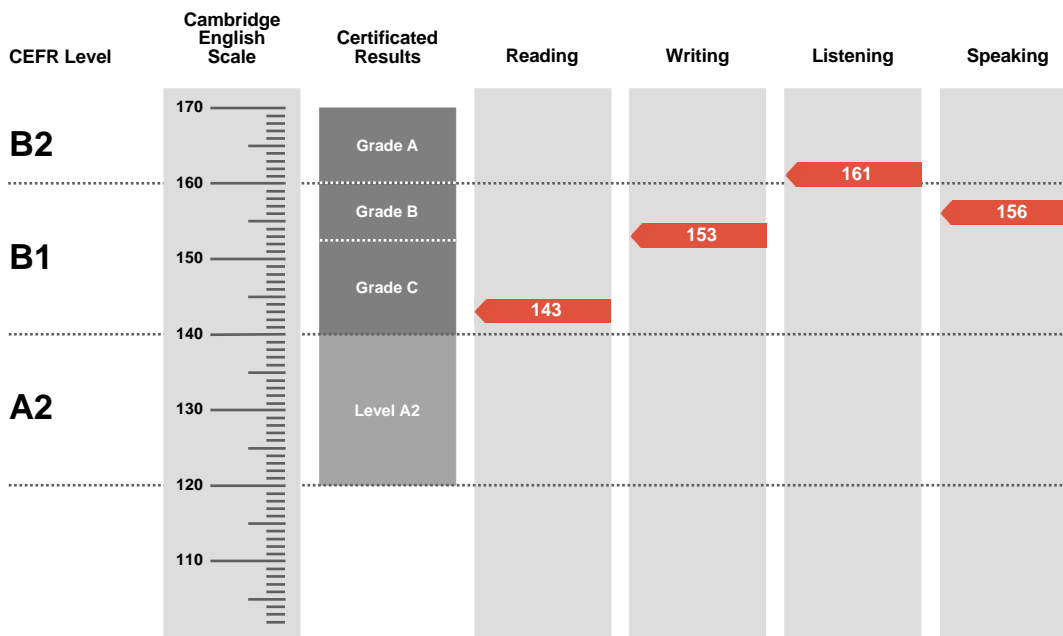 CEFR Level
Cambridge
English
Scale
Certificated
Results
Reading
Writing
Listening
Speaking
170
B2
Grade A
160
161
Grade B
156
153
B1
150
Grade C
143
140
A2
130
Level A2
120
110